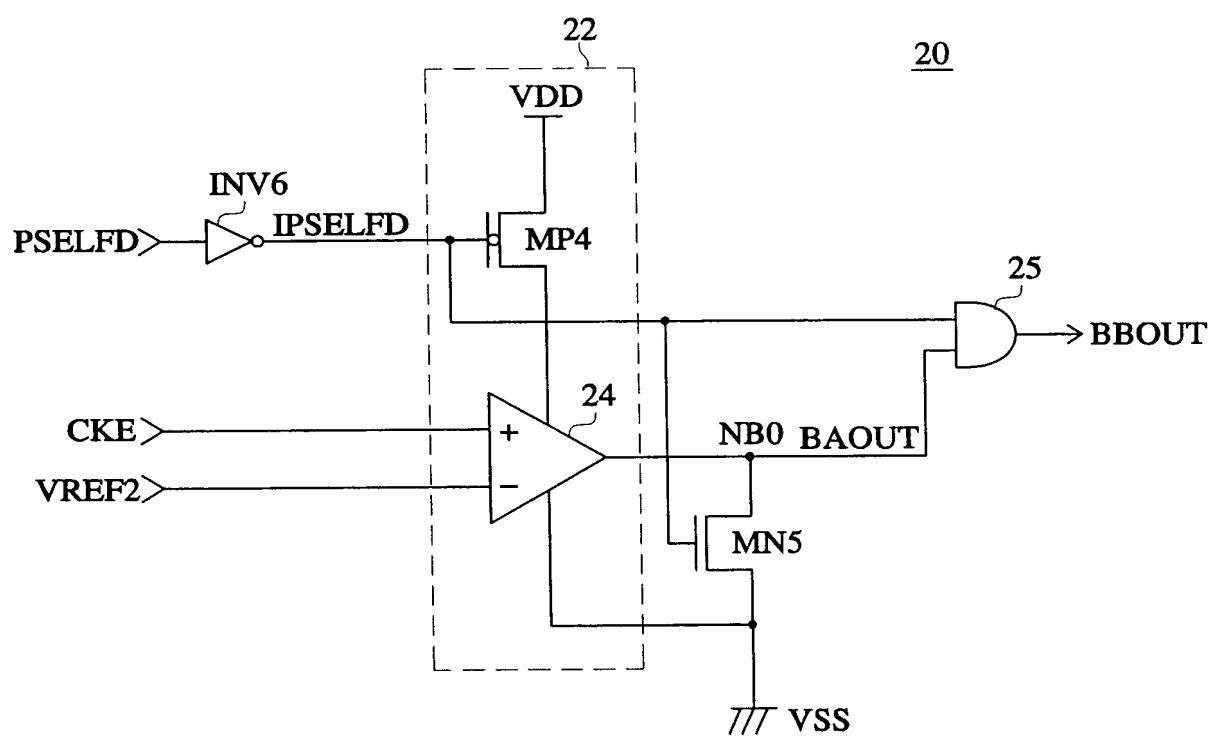 22
20
VDD
INV6
PSELFD
IPSELFD
MP4
25
BBOUT
24
CKE
+
NB0 BAOUT
VREF2
−
MN5
VSS